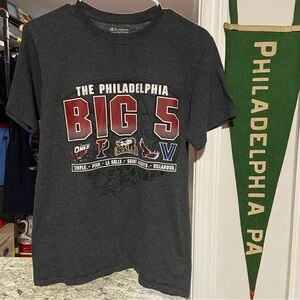 THE PHILADELPHIA
BIG 5
TEMPLE • PENN • LA SALLE • SAINT JOSEPH'S • VILLANOVA
PHILADELPHIA PA